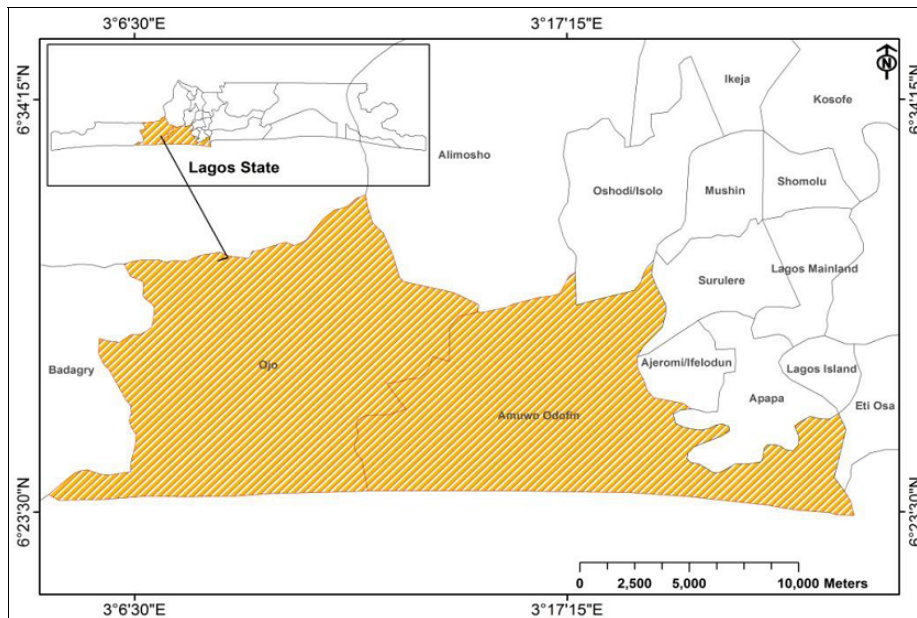 3°6'30"E
3°17'15"E
6°34'15"N
6°34'15"N
N
Ikeja
Kosofe
Alimosho
Lagos State
Oshodi/Isolo
Mushin
Shomolu
Surulere
Lagos Mainland
Badagry
Ojo
Ajeromi/Ifelodun
Lagos Island
Apapa
Eti Osa
Amuwo Odofin
6°23'30"N
6°23'30"N
0
2,500
5,000
10,000 Meters
3°6'30"E
3°17'15"E